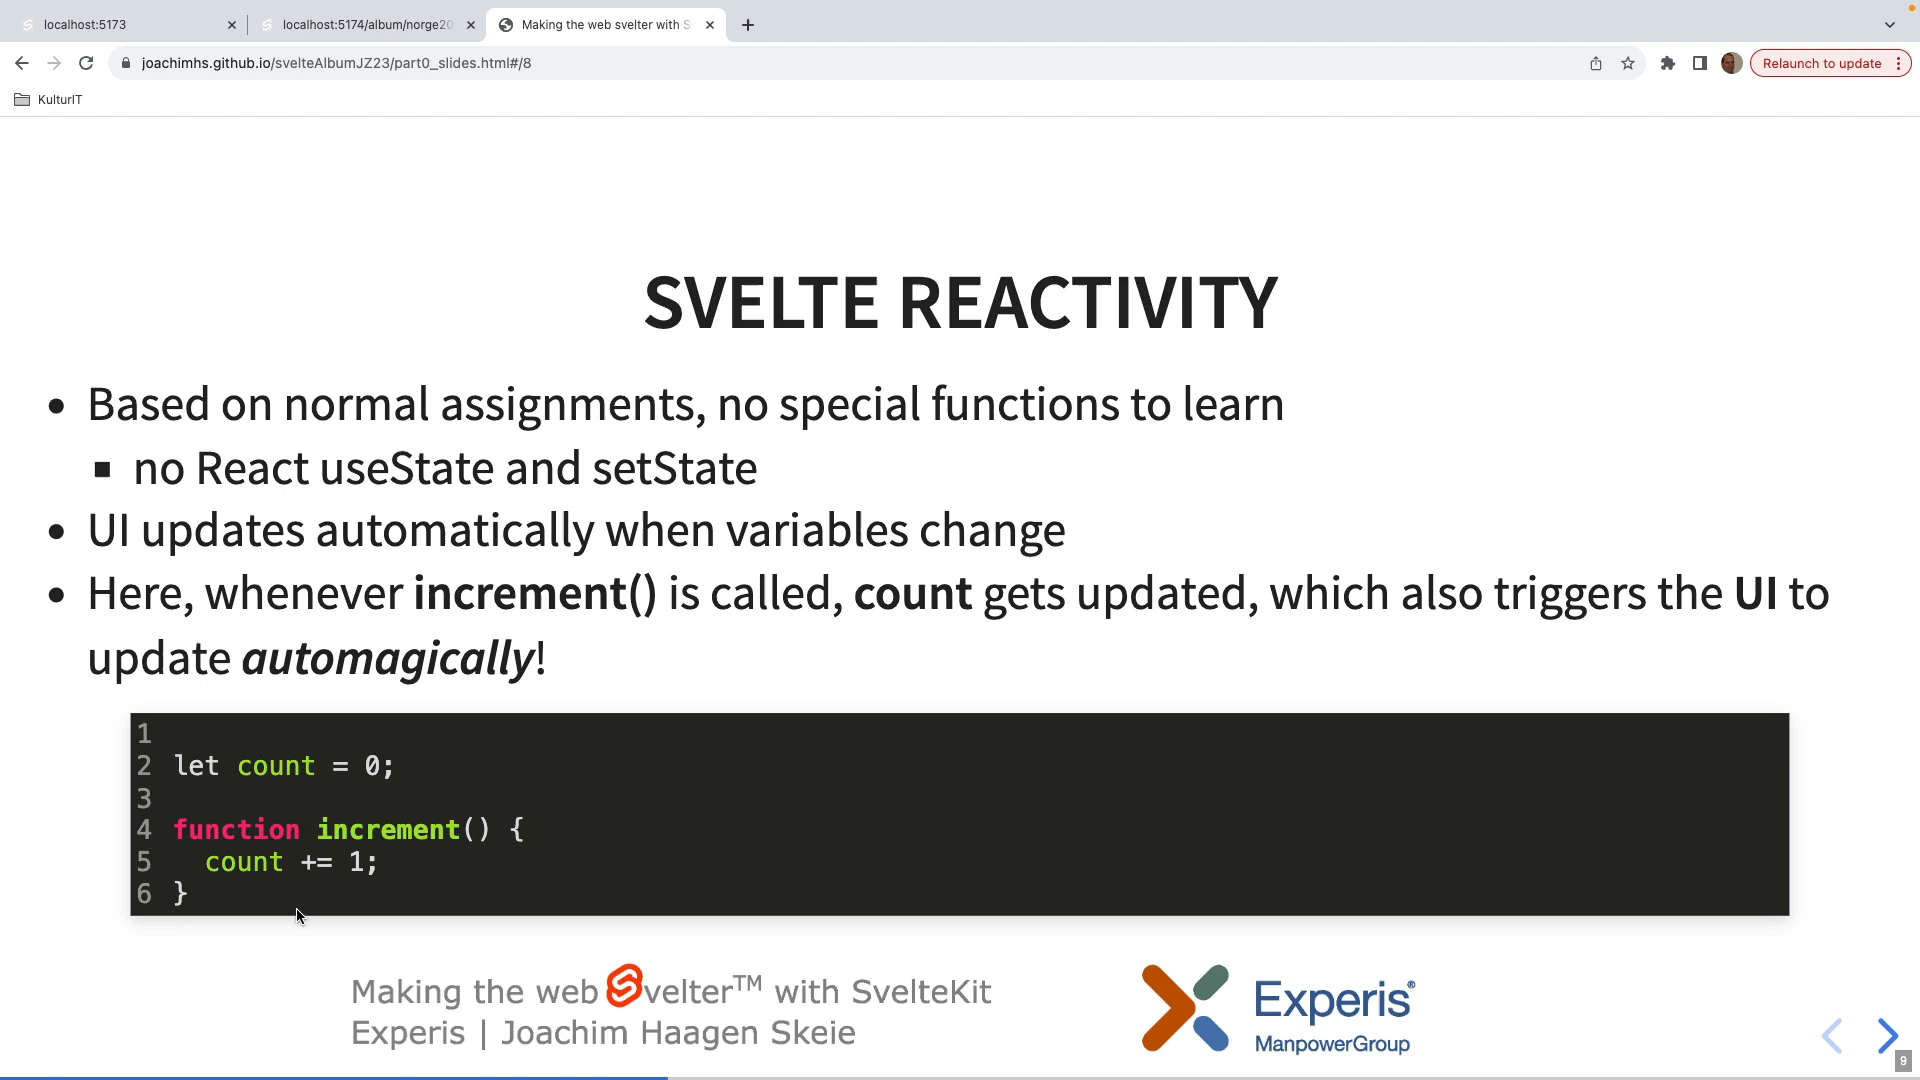 localhost:5173
localhost:5174/album/norge20
Making the web svelter with S
joachimhs.github.io/svelteAlbumJZ23/part0_slides.html#/8
Relaunch to update
KulturIT
SVELTE REACTIVITY
Based on normal assignments, no special functions to learn
no React useState and setState
UI updates automatically when variables change
Here, whenever increment() is called, count gets updated, which also triggers the UI to
update automagically!
1
2 let count = 0;
3
4 function increment() {
5   count += 1;
6 }
Making the web Svelter™ with SvelteKit
Experis | Joachim Haagen Skeie
Experis®
ManpowerGroup
9